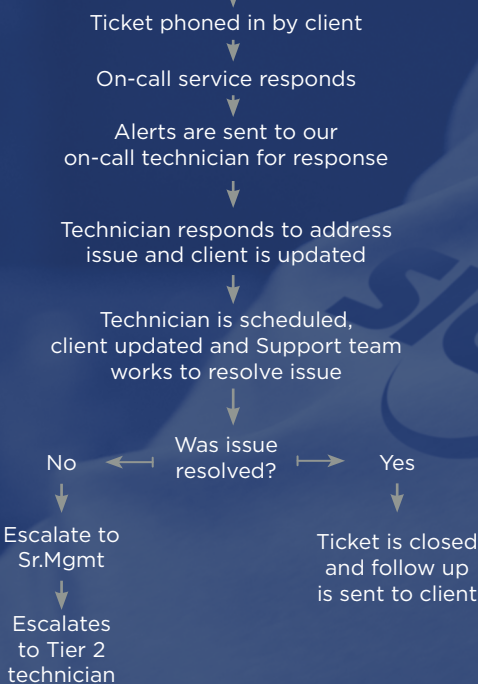 Ticket phoned in by client
On-call service responds
Alerts are sent to our
on-call technician for response
Technician responds to address
issue and client is updated
Technician is scheduled,
client updated and Support team
works to resolve issue
Was issue
resolved?
No
Yes
Escalate to
Sr.Mgmt
Ticket is closed
and follow up
is sent to client
Escalates
to Tier 2
technician